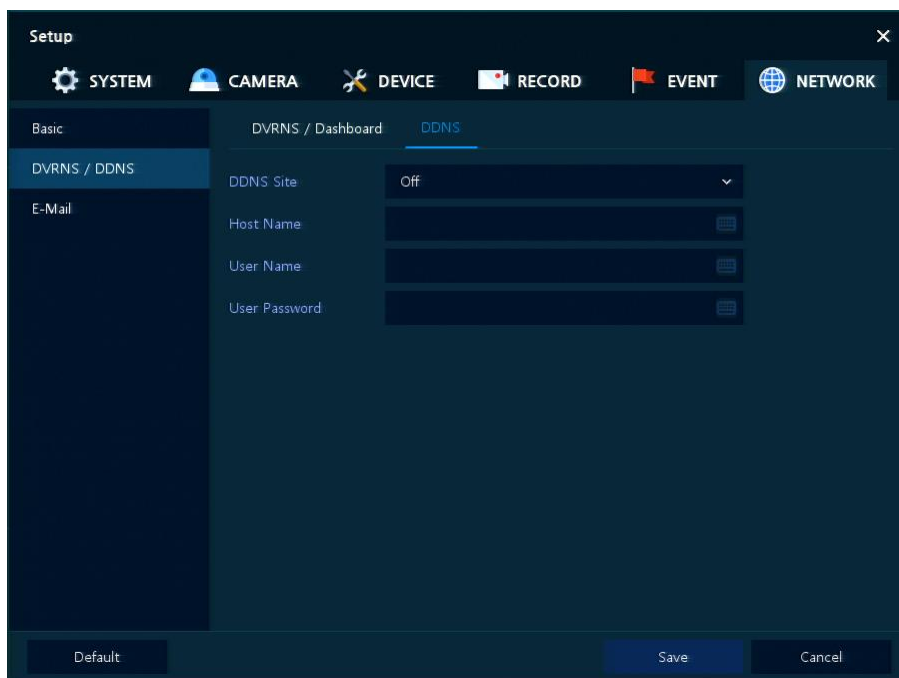 Setup
SYSTEM CAMERA DEVICE RECORD EVENT NETWORK
Basic
DVRNS / DDNS
E-Mail
DVRNS / Dashboard DDNS
DDNS Site Off
Host Name
User Name
User Password
Default Save Cancel